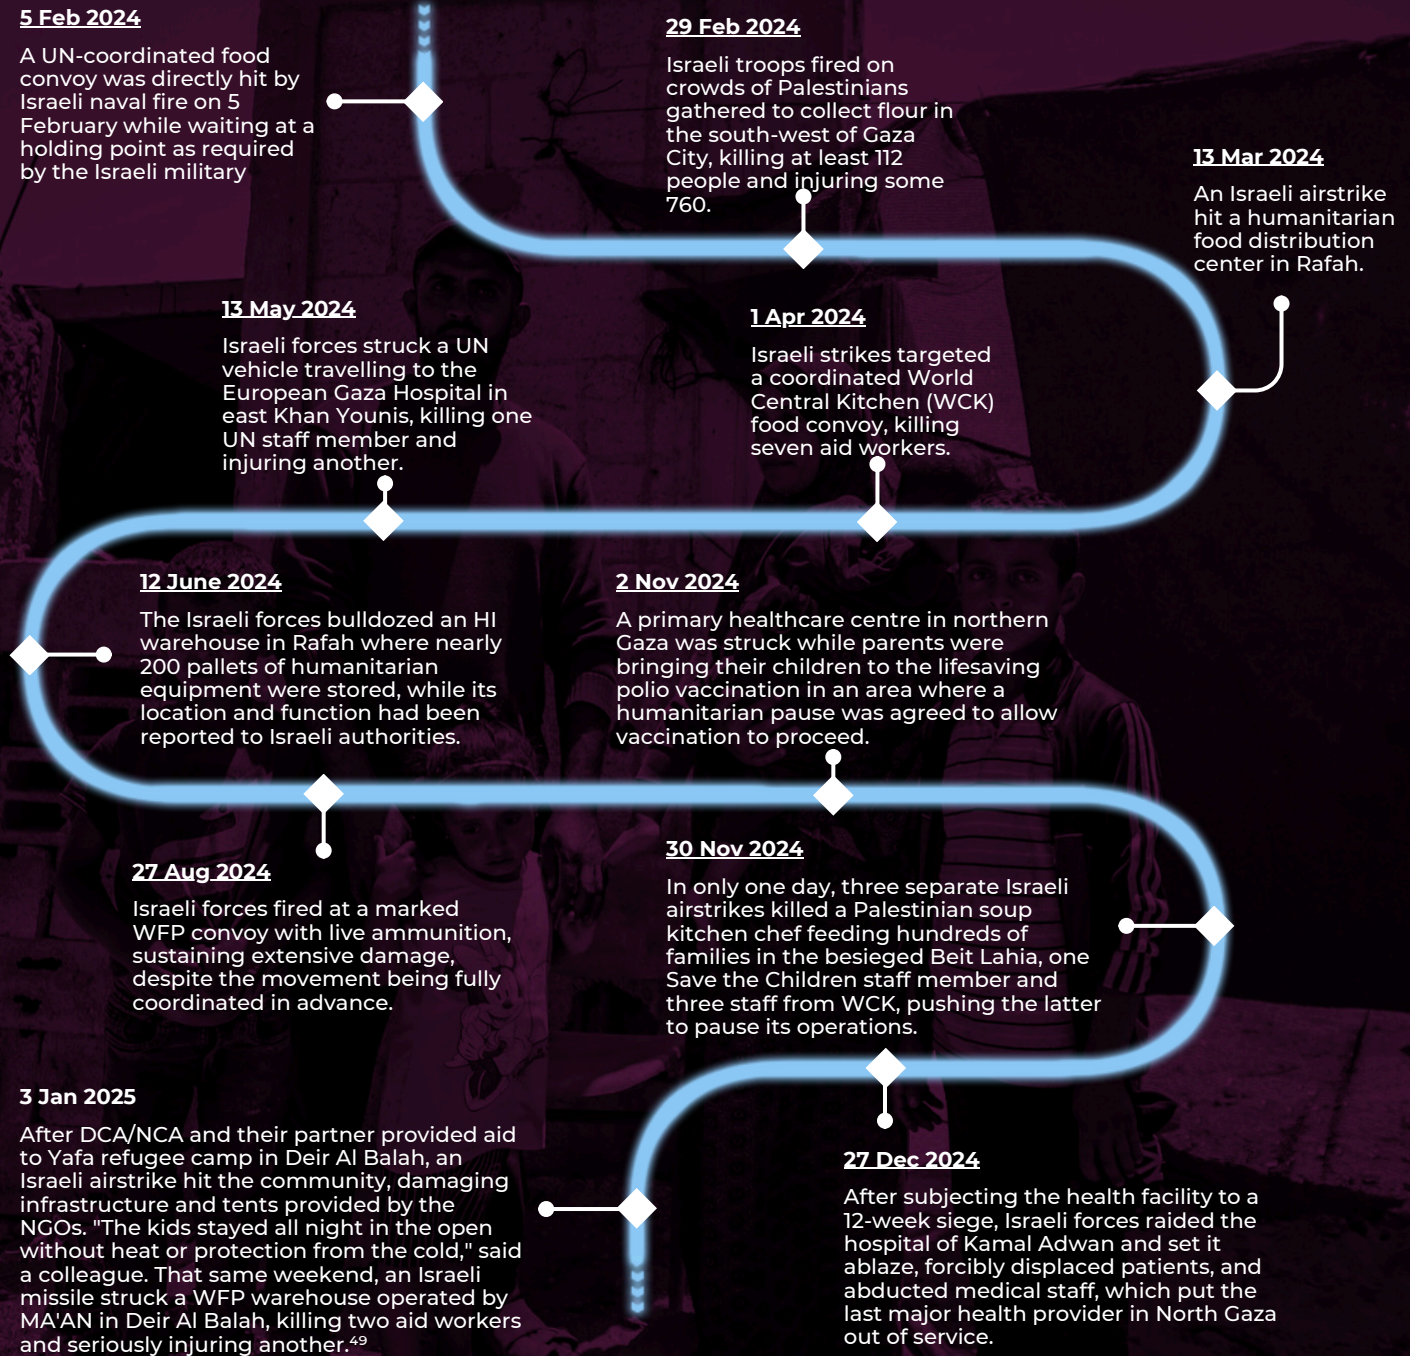 5 Feb 2024
A UN-coordinated food
convoy was directly hit by
Israeli naval fire on 5
February while waiting at a
holding point as required
by the Israeli military
29 Feb 2024
Israeli troops fired on
crowds of Palestinians
gathered to collect flour in
the south-west of Gaza
City, killing at least 112
people and injuring some
760.
13 Mar 2024
An Israeli airstrike
hit a humanitarian
food distribution
center in Rafah.
1 Apr 2024
Israeli strikes targeted
a coordinated World
Central Kitchen (WCK)
food convoy, killing
seven aid workers.
13 May 2024
Israeli forces struck a UN
vehicle travelling to the
European Gaza Hospital in
east Khan Younis, killing one
UN staff member and
injuring another.
12 June 2024
The Israeli forces bulldozed an HI
warehouse in Rafah where nearly
200 pallets of humanitarian
equipment were stored, while its
location and function had been
reported to Israeli authorities.
27 Aug 2024
Israeli forces fired at a marked
WFP convoy with live ammunition,
sustaining extensive damage,
despite the movement being fully
coordinated in advance.
2 Nov 2024
A primary healthcare centre in northern
Gaza was struck while parents were
bringing their children to the lifesaving
polio vaccination in an area where a
humanitarian pause was agreed to allow
vaccination to proceed.
30 Nov 2024
In only one day, three separate Israeli
airstrikes killed a Palestinian soup
kitchen chef feeding hundreds of
families in the besieged Beit Lahia, one
Save the Children staff member and
three staff from WCK, pushing the latter
to pause its operations.
27 Dec 2024
After subjecting the health facility to a
12-week siege, Israeli forces raided the
hospital of Kamal Adwan and set it
ablaze, forcibly displaced patients, and
abducted medical staff, which put the
last major health provider in North Gaza
out of service.
3 Jan 2025
After DCA/NCA and their partner provided aid
to Yafa refugee camp in Deir Al Balah, an
Israeli airstrike hit the community, damaging
infrastructure and tents provided by the
NGOs. "The kids stayed all night in the open
without heat or protection from the cold," said
a colleague. That same weekend, an Israeli
missile struck a WFP warehouse operated by
MA'AN in Deir Al Balah, killing two aid workers
and seriously injuring another.⁴⁹